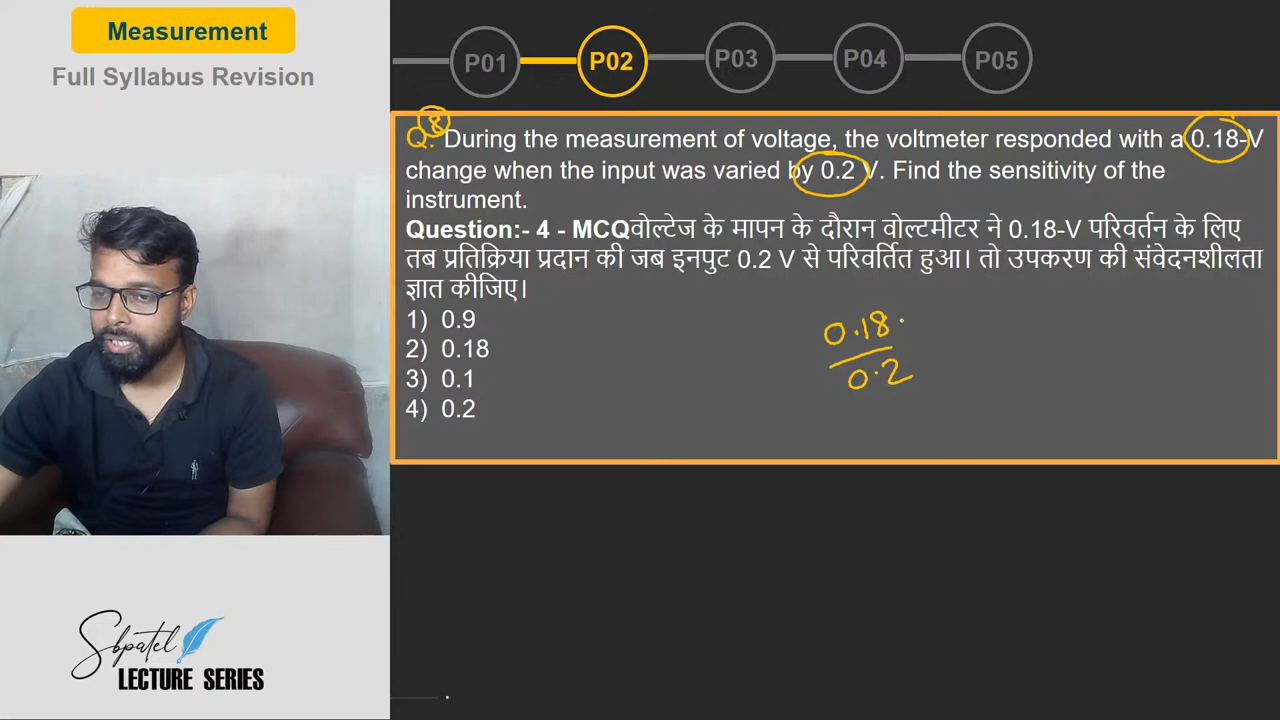 Measurement
Full Syllabus Revision
P01
P02
P03
P04
P05
8
Q. During the measurement of voltage, the voltmeter responded with a 0.18-V
change when the input was varied by 0.2 V. Find the sensitivity of the
instrument.
Question:- 4 - MCQवोल्टेज के मापन के दौरान वोल्टमीटर ने 0.18-V परिवर्तन के लिए
तब प्रतिक्रिया प्रदान की जब इनपुट 0.2 V से परिवर्तित हुआ। तो उपकरण की संवेदनशीलता
ज्ञात कीजिए।
1) 0.9
2) 0.18
3) 0.1
4) 0.2
0.18
0.2
Sbpatel
LECTURE SERIES